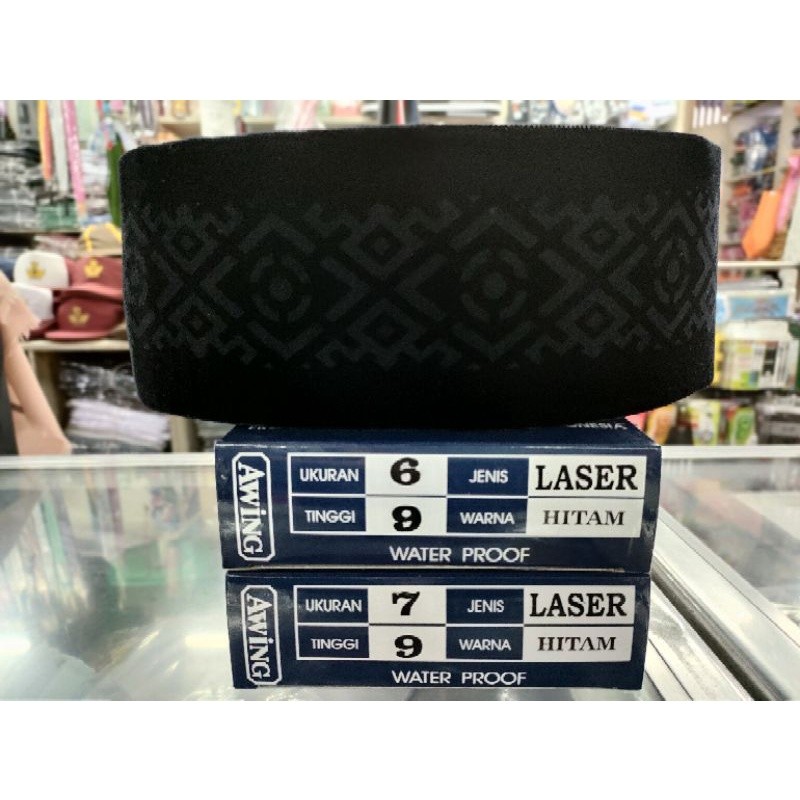 INDONESIA
AWING
UKURAN 6 JENIS LASER
TINGGI 9 WARNA HITAM
WATER PROOF
AWING
UKURAN 7 JENIS LASER
TINGGI 9 WARNA HITAM
WATER PROOF